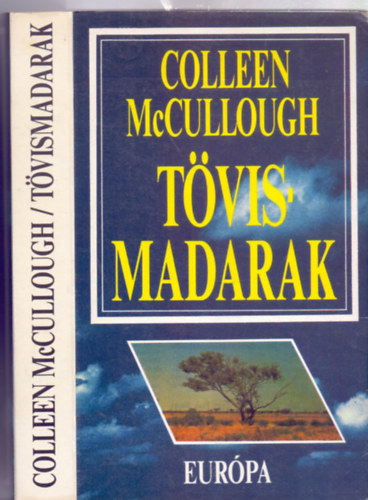 COLLEEN McCULLOUGH / TÖVISMADARAK
COLLEEN
McCULLOUGH
TÖVIS-
MADARAK
EURÓPA